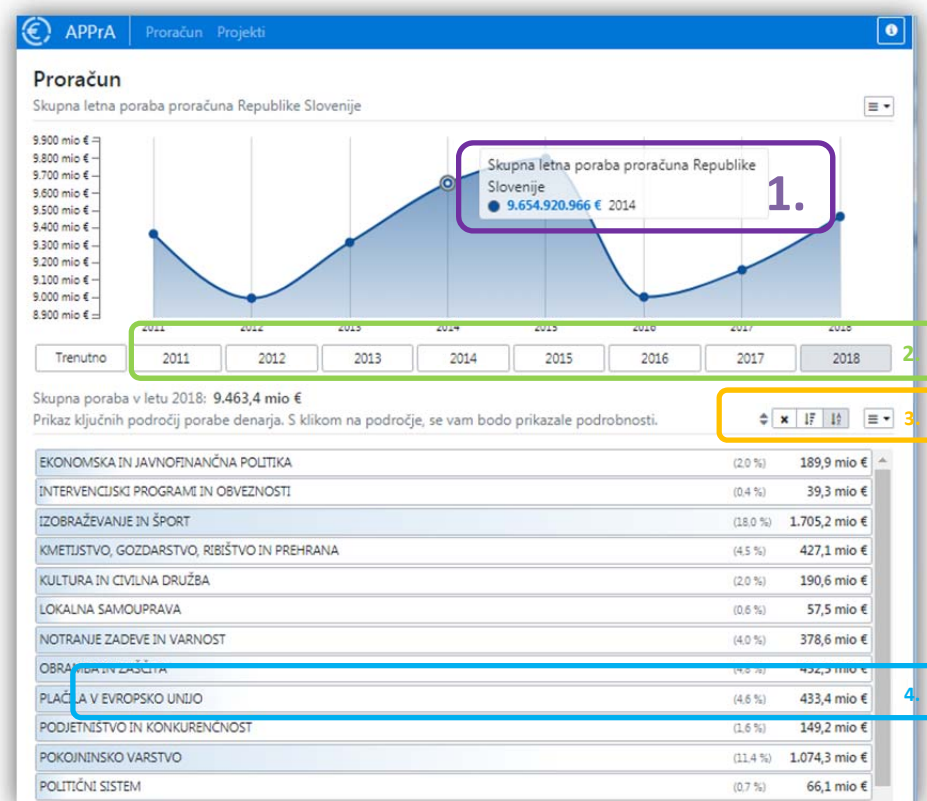 APPrA Proračun Projekti
Proračun
Skupna letna poraba proračuna Republike Slovenije
9.900 mio €
9.800 mio €
9.700 mio €
9.600 mio €
9.500 mio €
9.400 mio €
9.300 mio €
9.200 mio €
9.100 mio €
9.000 mio €
8.900 mio €
Skupna letna poraba proračuna Republike
Slovenije
9.654.920.966 € 2014
1.
2011 2012 2013 2014 2015 2016 2017 2018
Trenutno 2011 2012 2013 2014 2015 2016 2017 2018 2.
Skupna poraba v letu 2018: 9.463,4 mio €
Prikaz ključnih področij porabe denarja. S klikom na področje, se vam bodo prikazale podrobnosti. 3.
EKONOMSKA IN JAVNOFINANČNA POLITIKA (2,0 %) 189,9 mio €
INTERVENCIJSKI PROGRAMI IN OBVEZNOSTI (0,4 %) 39,3 mio €
IZOBRAŽEVANJE IN ŠPORT (18,0 %) 1.705,2 mio €
KMETIJSTVO, GOZDARSTVO, RIBIŠTVO IN PREHRANA (4,5 %) 427,1 mio €
KULTURA IN CIVILNA DRUŽBA (2,0 %) 190,6 mio €
LOKALNA SAMOUPRAVA (0,6 %) 57,5 mio €
NOTRANJE ZADEVE IN VARNOST (4,0 %) 378,6 mio €
OBRAMBA IN ZAŠČITA (4,8 %) 452,3 mio €
PLAČILA V EVROPSKO UNIJO (4,6 %) 433,4 mio € 4.
PODJETNIŠTVO IN KONKURENČNOST (1,6 %) 149,2 mio €
POKOJNINSKO VARSTVO (11,4 %) 1.074,3 mio €
POLITIČNI SISTEM (0,7 %) 66,1 mio €